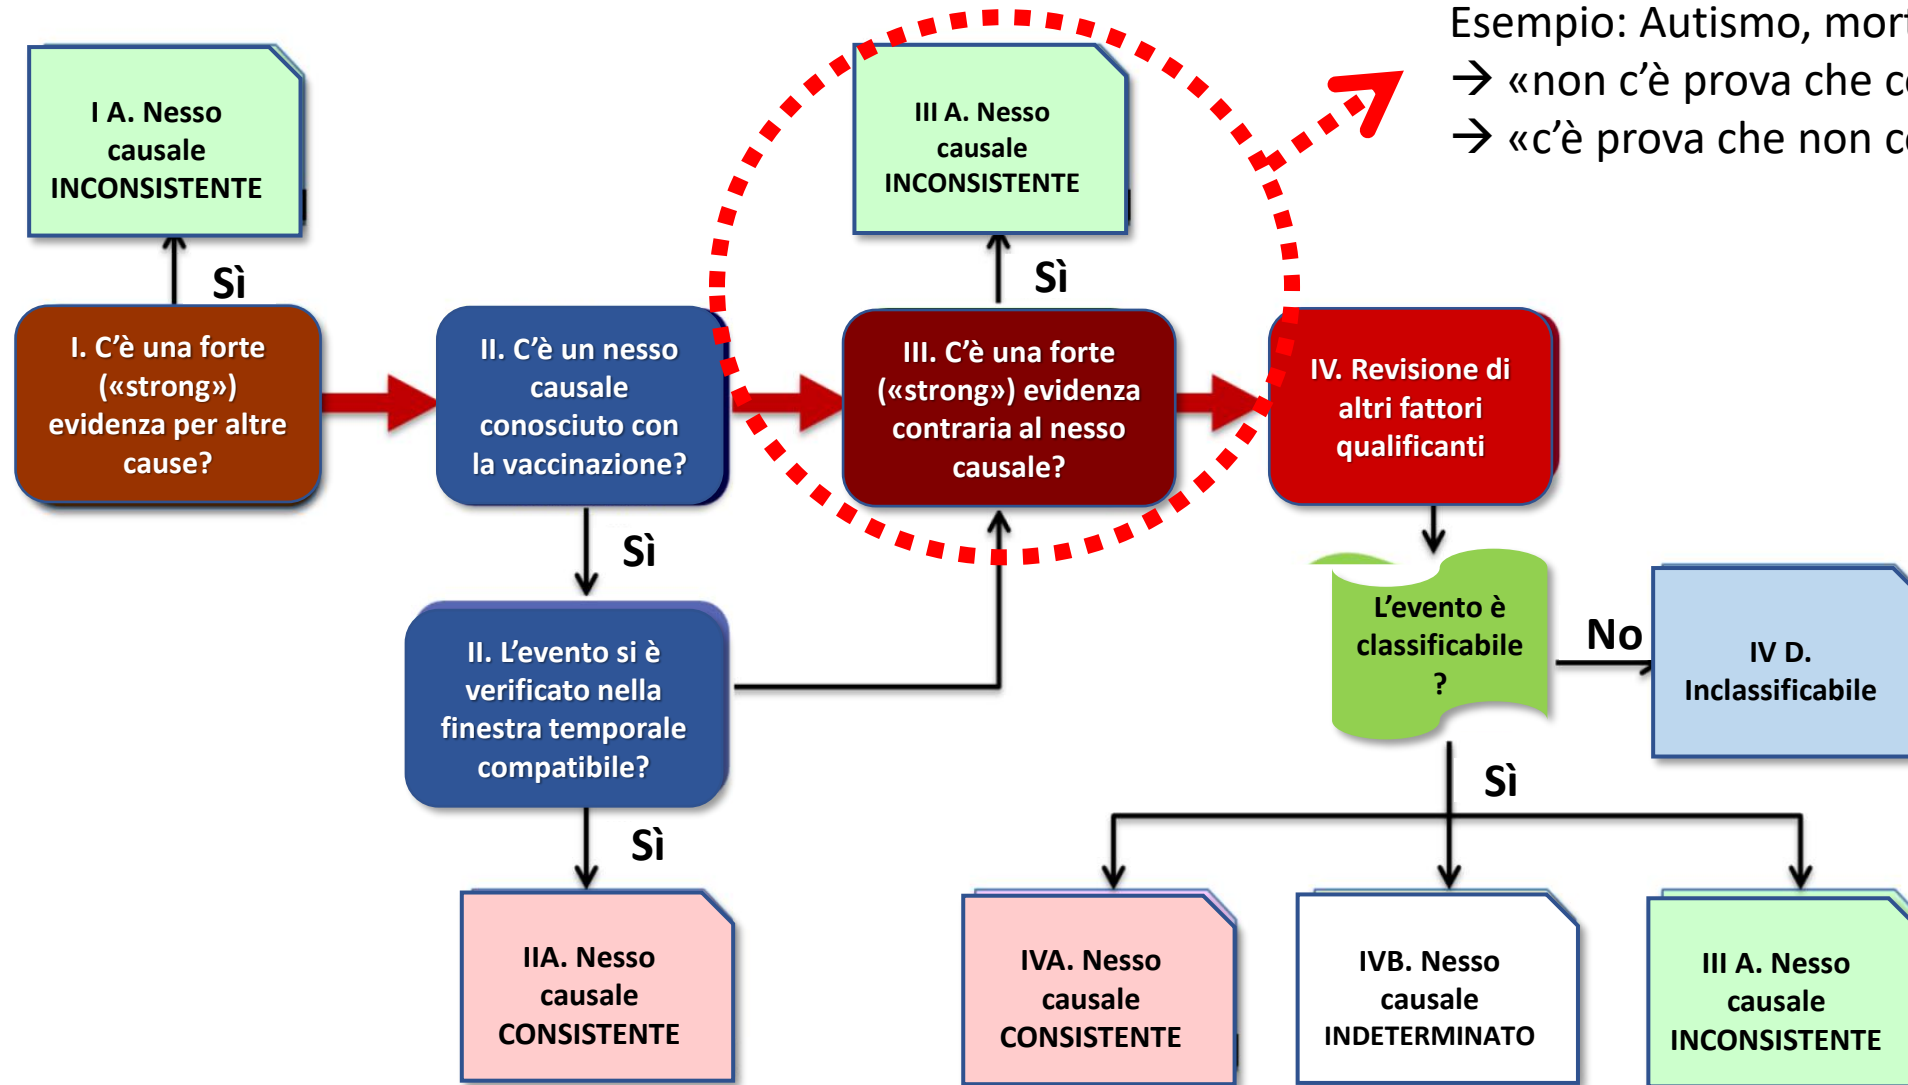 Esempio: Autismo,
→ «non c'è prova che
→ «c'è prova che non
I A. Nesso
causale
INCONSISTENTE
III A. Nesso
causale
INCONSISTENTE
Sì
Sì
I. C'è una forte
(«strong»)
evidenza per altre
cause?
II. C'è un nesso
causale
conosciuto con
la vaccinazione?
III. C'è una forte
(«strong») evidenza
contraria al nesso
causale?
IV. Revisione di
altri fattori
qualificanti
Sì
II. L'evento si è
verificato nella
finestra temporale
compatibile?
L'evento è
classificabile
?
No
IV D.
Inclassificabile
Sì
Sì
IIA. Nesso
causale
CONSISTENTE
IVA. Nesso
causale
CONSISTENTE
IVB. Nesso
causale
INDETERMINATO
III A. Nesso
causale
INCONSISTENTE